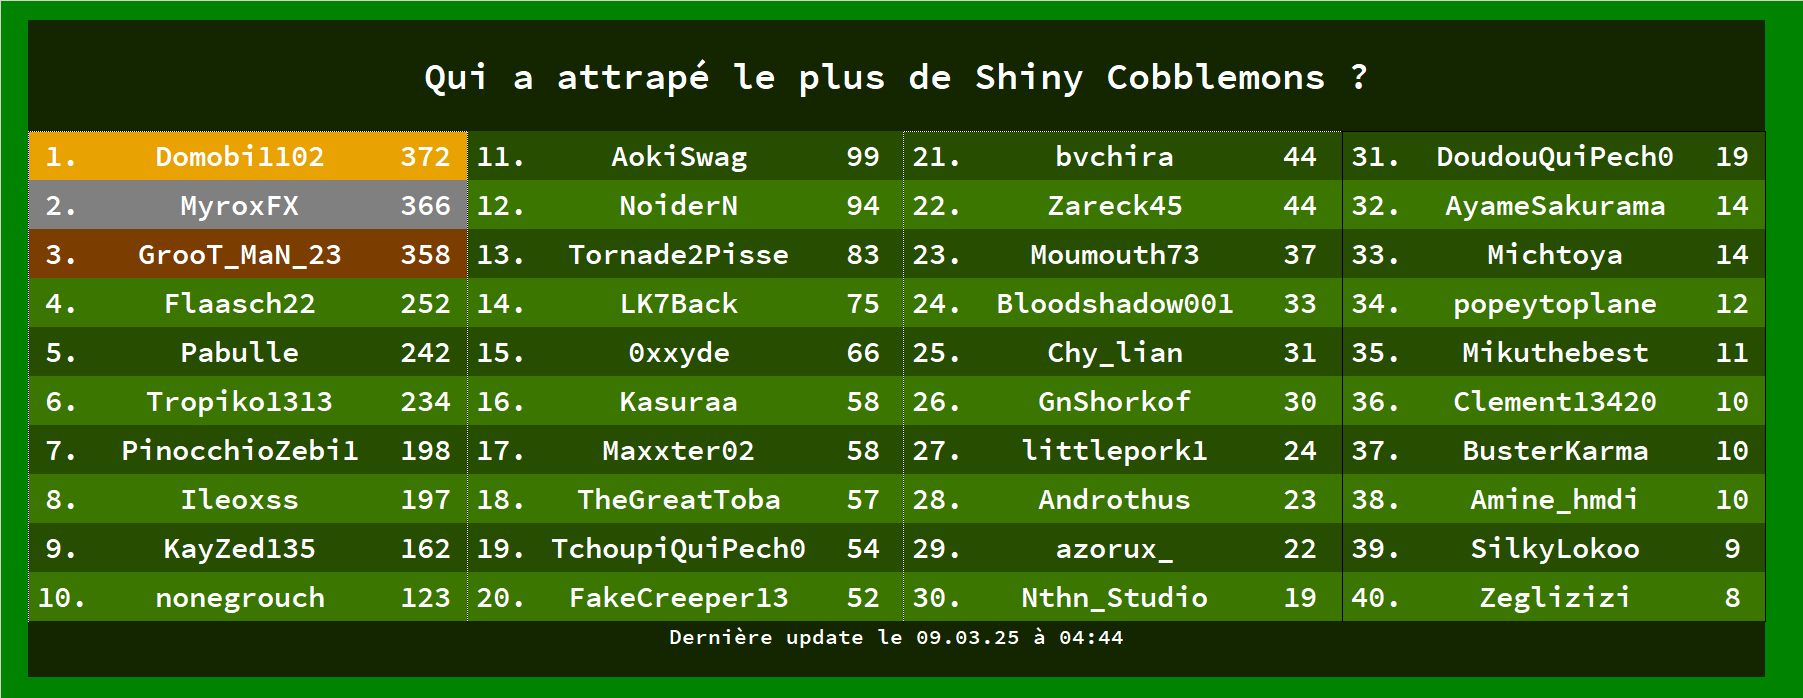 Qui a attrapé le plus de Shiny Cobblemons ?
1. Domobi1102 372 11. AokiSwag 99 21. bvchira 44 31. DoudouQuiPech0 19
2. MyroxFX 366 12. NoiderN 94 22. Zareck45 44 32. AyameSakurama 14
3. GrooT_MaN_23 358 13. Tornade2Pisse 83 23. Moumouth73 37 33. Michtoya 14
4. Flaasch22 252 14. LK7Back 75 24. Bloodshadow001 33 34. popeytoplane 12
5. Pabulle 242 15. 0xxyde 66 25. Chy_lian 31 35. Mikuthebest 11
6. Tropiko1313 234 16. Kasuraa 58 26. GnShorkof 30 36. Clement13420 10
7. PinocchioZebi1 198 17. Maxxter02 58 27. littlepork1 24 37. BusterKarma 10
8. Ileoxss 197 18. TheGreatToba 57 28. Androthus 23 38. Amine_hmdi 10
9. KayZed135 162 19. TchoupiQuiPech0 54 29. azorux_ 22 39. SilkyLokoo 9
10. nonegrouch 123 20. FakeCreeper13 52 30. Nthn_Studio 19 40. Zeglizizi 8
Dernière update le 09.03.25 à 04:44